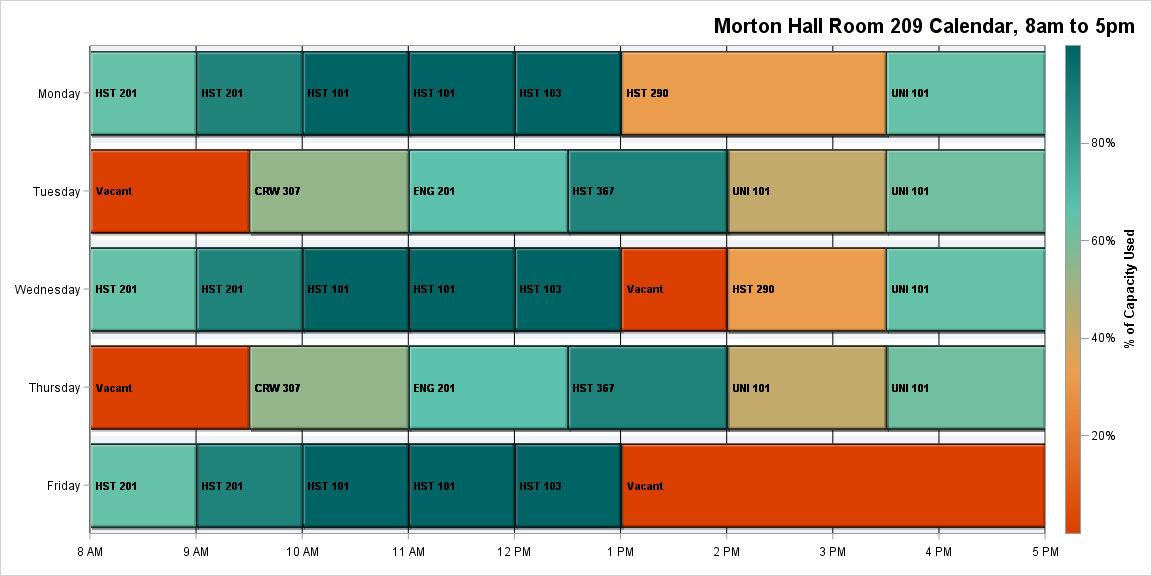 Morton Hall Room 209 Calendar, 8am to 5pm
Monday
HST 201
HST 201
HST 101
HST 101
HST 103
HST 290
UNI 101
Tuesday
Vacant
CRW 307
ENG 201
HST 367
UNI 101
UNI 101
Wednesday
HST 201
HST 201
HST 101
HST 101
HST 103
Vacant
HST 290
UNI 101
Thursday
Vacant
CRW 307
ENG 201
HST 367
UNI 101
UNI 101
Friday
HST 201
HST 201
HST 101
HST 101
HST 103
Vacant
8 AM
9 AM
10 AM
11 AM
12 PM
1 PM
2 PM
3 PM
4 PM
5 PM
80%
60%
40%
20%
% of Capacity Used